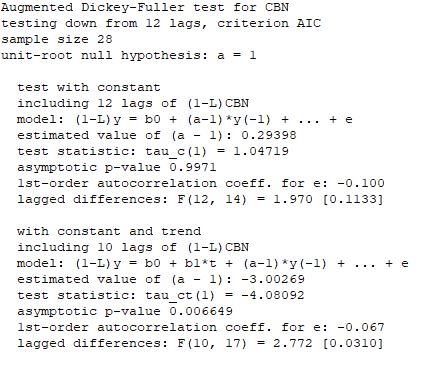 Augmented Dickey-Fuller test for CBN
testing down from 12 lags, criterion AIC
sample size 28
unit-root null hypothesis: a = 1
test with constant
including 12 lags of (1-L)CBN
model: (1-L)y = b0 + (a-1)*y(-1) + ... + e
estimated value of (a - 1): 0.29398
test statistic: tau_c(1) = 1.04719
asymptotic p-value 0.9971
1st-order autocorrelation coeff. for e: -0.100
lagged differences: F(12, 14) = 1.970 [0.1133]
with constant and trend
including 10 lags of (1-L)CBN
model: (1-L)y = b0 + b1*t + (a-1)*y(-1) + ... + e
estimated value of (a - 1): -3.00269
test statistic: tau_ct(1) = -4.08092
asymptotic p-value 0.006649
1st-order autocorrelation coeff. for e: -0.067
lagged differences: F(10, 17) = 2.772 [0.0310]